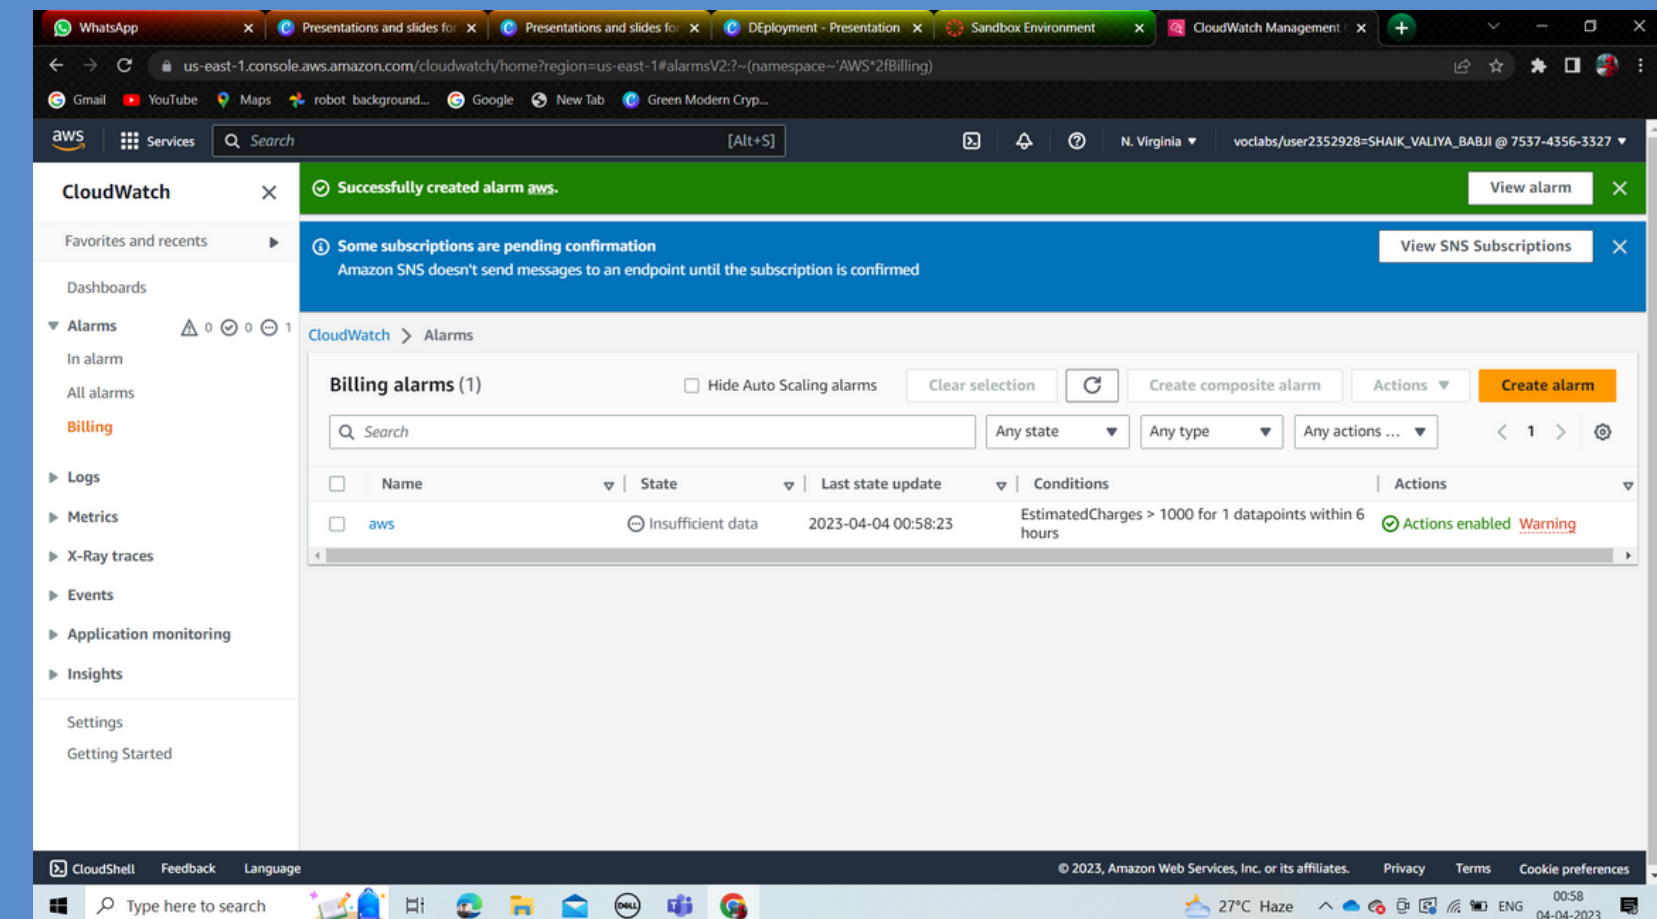 WhatsApp
Presentations and slides for
Presentations and slides for
DEployment - Presentation
Sandbox Environment
CloudWatch Management
us-east-1.console.aws.amazon.com/cloudwatch/home?region=us-east-1#alarmsV2:?~(namespace~'AWS*2fBilling)
Gmail YouTube Maps robot background... Google New Tab Green Modern Cryp...
aws Services Search [Alt+S] N. Virginia voclabs/user2352928=SHAIK_VALIYA_BABJI @ 7537-4356-3327
CloudWatch
Favorites and recents
Dashboards
Alarms 0 0 1
In alarm
All alarms
Billing
Logs
Metrics
X-Ray traces
Events
Application monitoring
Insights
Settings
Getting Started
Successfully created alarm aws. View alarm
Some subscriptions are pending confirmation View SNS Subscriptions
Amazon SNS doesn't send messages to an endpoint until the subscription is confirmed
CloudWatch > Alarms
Billing alarms (1) Hide Auto Scaling alarms Clear selection Create composite alarm Actions Create alarm
Search Any state Any type Any actions ... 1
Name State Last state update Conditions Actions
aws Insufficient data 2023-04-04 00:58:23 EstimatedCharges > 1000 for 1 datapoints within 6 Actions enabled Warning
hours
CloudShell Feedback Language © 2023, Amazon Web Services, Inc. or its affiliates. Privacy Terms Cookie preferences
Type here to search DELL 27°C Haze ENG 00:58
04-04-2023